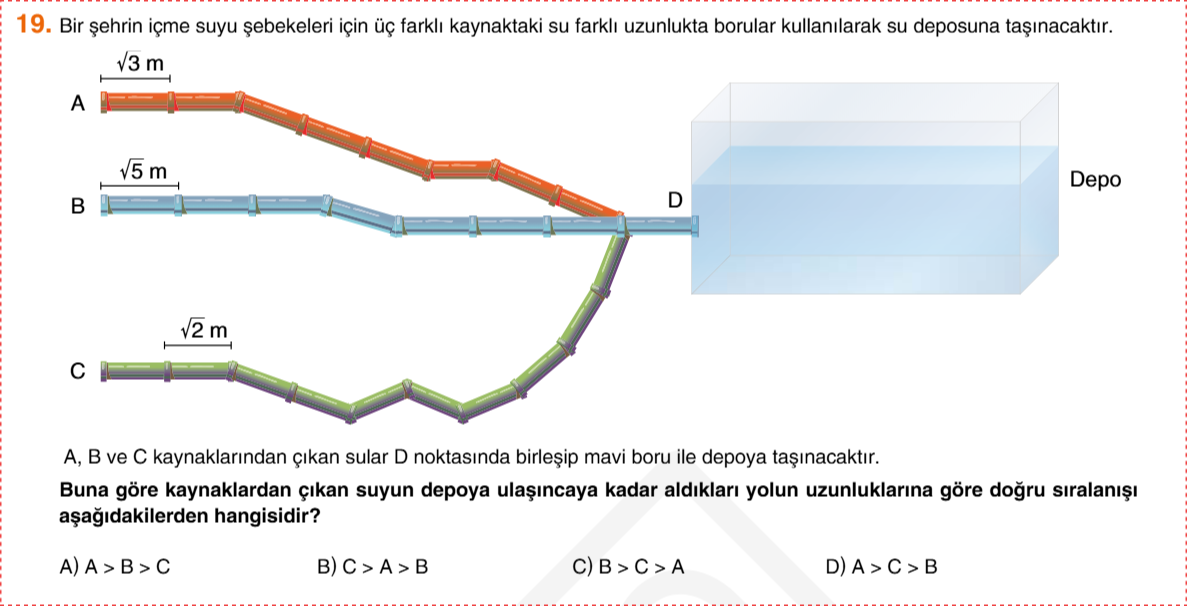 19. Bir şehrin içme suyu şebekeleri için üç farklı kaynaktaki su farklı uzunlukta borular kullanılarak su deposuna taşınacaktır.
√3 m
A
√5 m
B
D
Depo
√2 m
C
A, B ve C kaynaklarından çıkan sular D noktasında birleşip mavi boru ile depoya taşınacaktır.
Buna göre kaynaklardan çıkan suyun depoya ulaşıncaya kadar aldıkları yolun uzunluklarına göre doğru sıralanışı
aşağıdakilerden hangisidir?
A) A > B > C B) C > A > B C) B > C > A D) A > C > B